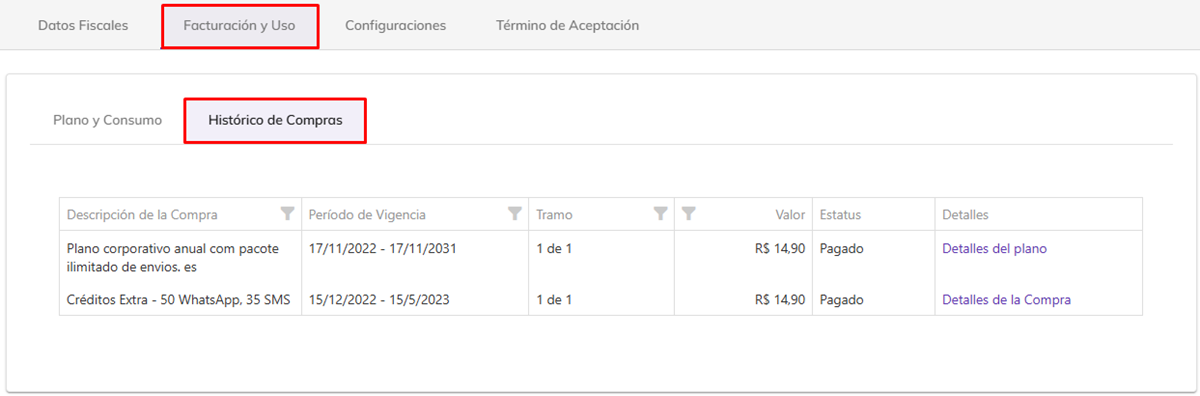 Datos Fiscales Facturación y Uso Configuraciones Término de Aceptación
Plano y Consumo Histórico de Compras
Descripción de la Compra Período de Vigencia Tramo Valor Estatus Detalles
Plano corporativo anual com pacote 17/11/2022 - 17/11/2031 1 de 1 R$ 14,90 Pagado Detalles del plano
ilimitado de envios. es
Créditos Extra - 50 WhatsApp, 35 SMS 15/12/2022 - 15/5/2023 1 de 1 R$ 14,90 Pagado Detalles de la Compra